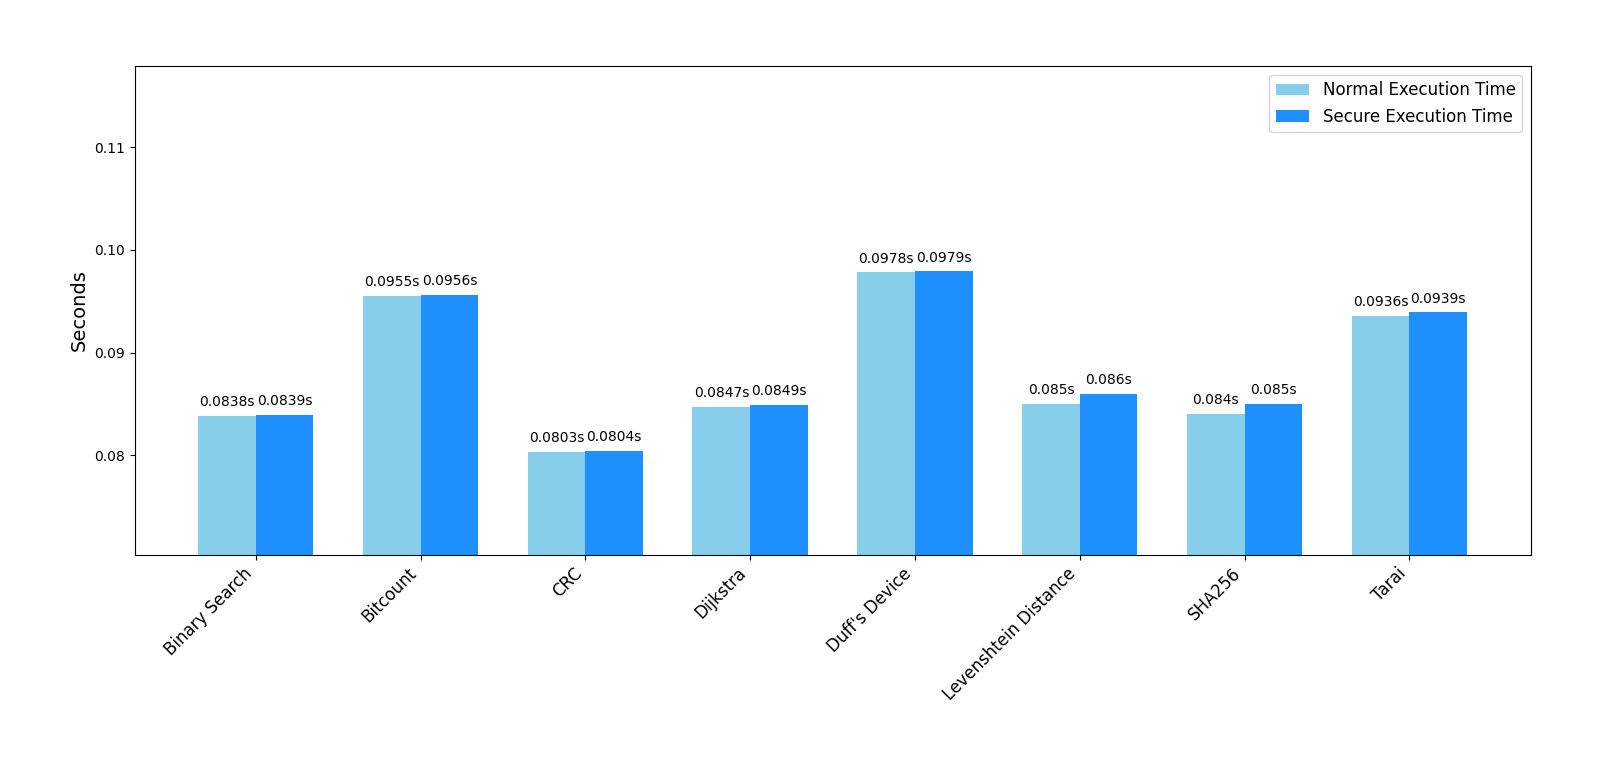 Normal Execution Time
Secure Execution Time
Seconds
0.11
0.10
0.09
0.08
0.0838s 0.0839s
0.0955s 0.0956s
0.0803s 0.0804s
0.0847s 0.0849s
0.0978s 0.0979s
0.085s 0.086s
0.084s 0.085s
0.0936s 0.0939s
Binary Search
Bitcount
CRC
Dijkstra
Duff's Device
Levenshtein Distance
SHA256
Tarai